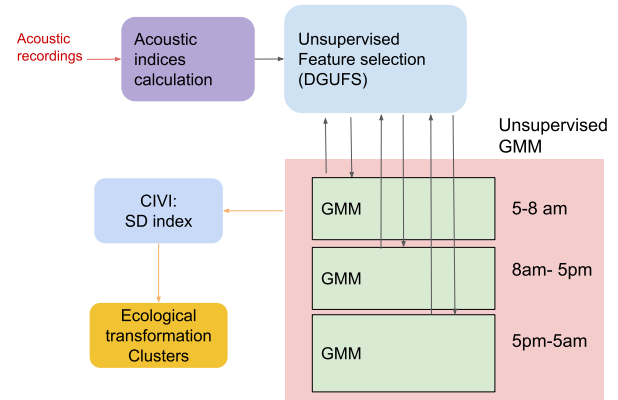 Acoustic
recordings
Acoustic
indices
calculation
Unsupervised
Feature selection
(DGUFS)
Unsupervised
GMM
GMM
5-8 am
GMM
8am- 5pm
GMM
5pm-5am
CIVI:
SD index
Ecological
transformation
Clusters